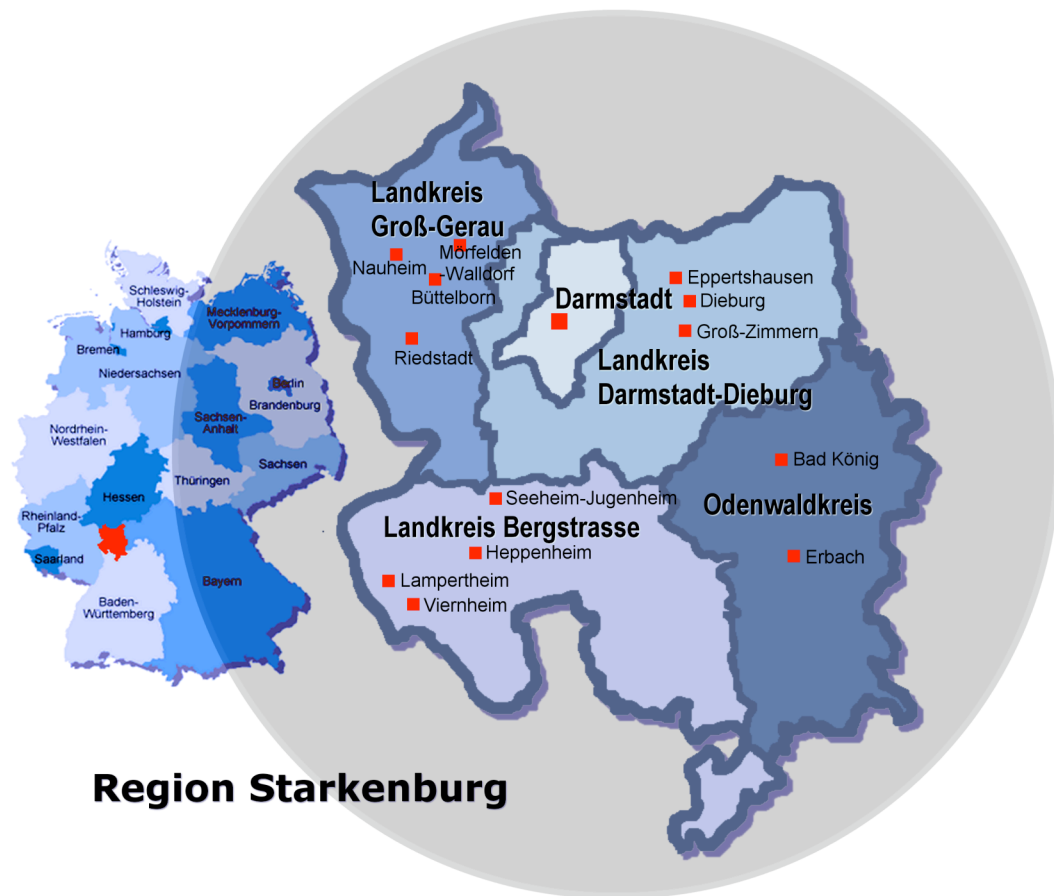 Landkreis
Groß-Gerau
Mörfelden
-Walldorf
Nauheim
Büttelborn
Riedstadt
Darmstadt
Eppertshausen
Dieburg
Groß-Zimmern
Landkreis
Darmstadt-Dieburg
Bad König
Odenwaldkreis
Erbach
Seeheim-Jugenheim
Landkreis Bergstrasse
Heppenheim
Lampertheim
Viernheim
Schleswig-
Holstein
Mecklenburg-
Vorpommern
Hamburg
Bremen
Niedersachsen
Berlin
Brandenburg
Sachsen-
Anhalt
Nordrhein-
Westfalen
Sachsen
Thüringen
Hessen
Rheinland-
Pfalz
Saarland
Bayern
Baden-
Württemberg
Region Starkenburg